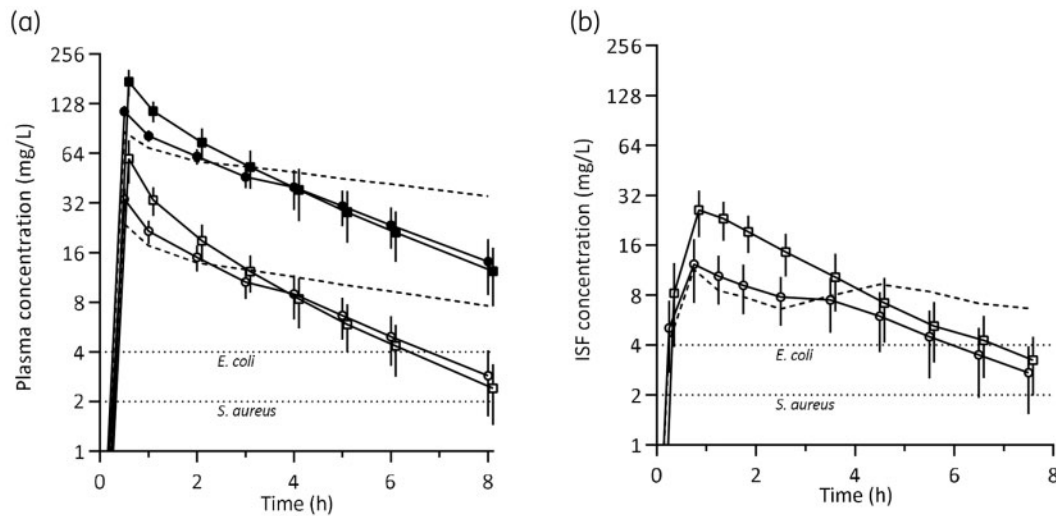 (a)
Plasma concentration (mg/L)
256
128
64
32
16
8
4
2
1
E. coli
S. aureus
0 2 4 6 8
Time (h)
(b)
ISF concentration (mg/L)
256
128
64
32
16
8
4
2
1
E. coli
S. aureus
0 2 4 6 8
Time (h)